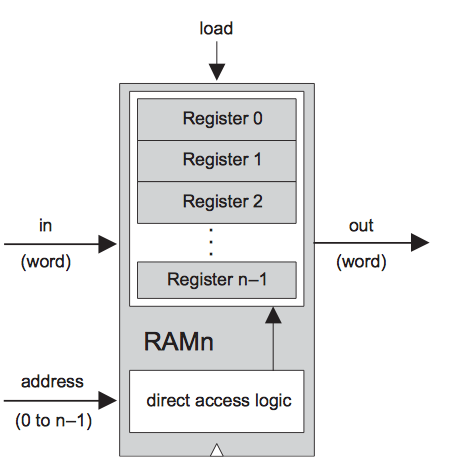 load
Register 0
Register 1
Register 2
in
(word)
out
(word)
Register n–1
RAMn
address
(0 to n–1)
direct access logic